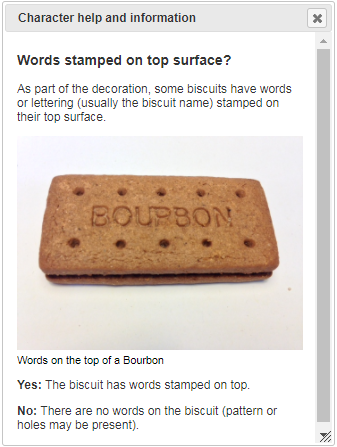 Character help and information
Words stamped on top surface?
As part of the decoration, some biscuits have words
or lettering (usually the biscuit name) stamped on
their top surface.
BOURBON
Words on the top of a Bourbon
Yes: The biscuit has words stamped on top.
No: There are no words on the biscuit (pattern or
holes may be present).